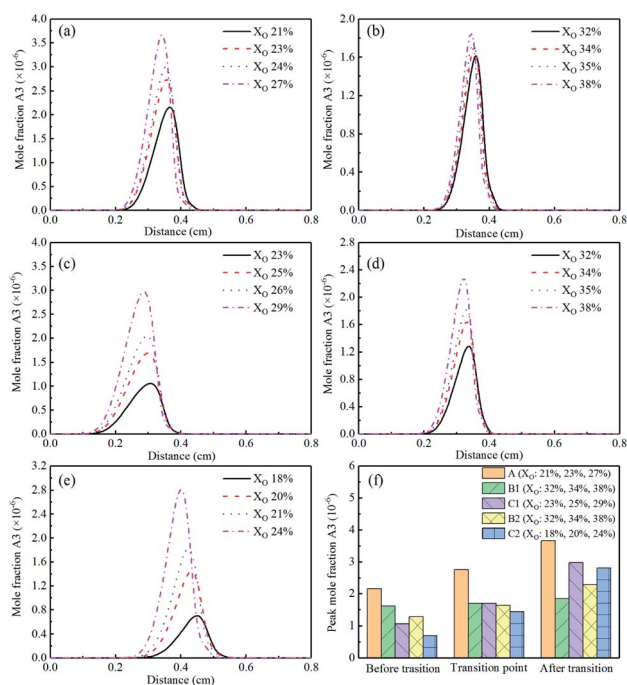 (a)
X_O 21%
X_O 23%
X_O 24%
X_O 27%
Mole fraction A3 (×10⁻⁶)
4.0
3.5
3.0
2.5
2.0
1.5
1.0
0.5
0.0
0.0 0.2 0.4 0.6 0.8
Distance (cm)
(b)
X_O 32%
X_O 34%
X_O 35%
X_O 38%
Mole fraction A3 (×10⁻⁶)
2.0
1.6
1.2
0.8
0.4
0.0
0.0 0.2 0.4 0.6 0.8
Distance (cm)
(c)
X_O 23%
X_O 25%
X_O 26%
X_O 29%
Mole fraction A3 (×10⁻⁶)
4.0
3.5
3.0
2.5
2.0
1.5
1.0
0.5
0.0
0.0 0.2 0.4 0.6 0.8
Distance (cm)
(d)
X_O 32%
X_O 34%
X_O 35%
X_O 38%
Mole fraction A3 (×10⁻⁶)
2.8
2.4
2.0
1.6
1.2
0.8
0.4
0.0
0.0 0.2 0.4 0.6 0.8
Distance (cm)
(e)
X_O 18%
X_O 20%
X_O 21%
X_O 24%
Mole fraction A3 (×10⁻⁶)
3.2
2.8
2.4
2.0
1.6
1.2
0.8
0.4
0.0
0.0 0.2 0.4 0.6 0.8
Distance (cm)
(f)
A (X_O: 21%, 23%, 27%)
B1 (X_O: 32%, 34%, 38%)
C1 (X_O: 23%, 25%, 29%)
B2 (X_O: 32%, 34%, 38%)
C2 (X_O: 18%, 20%, 24%)
Peak mole fraction A3 (10⁻⁶)
6
5
4
3
2
1
0
Before trasition Transition point After transition